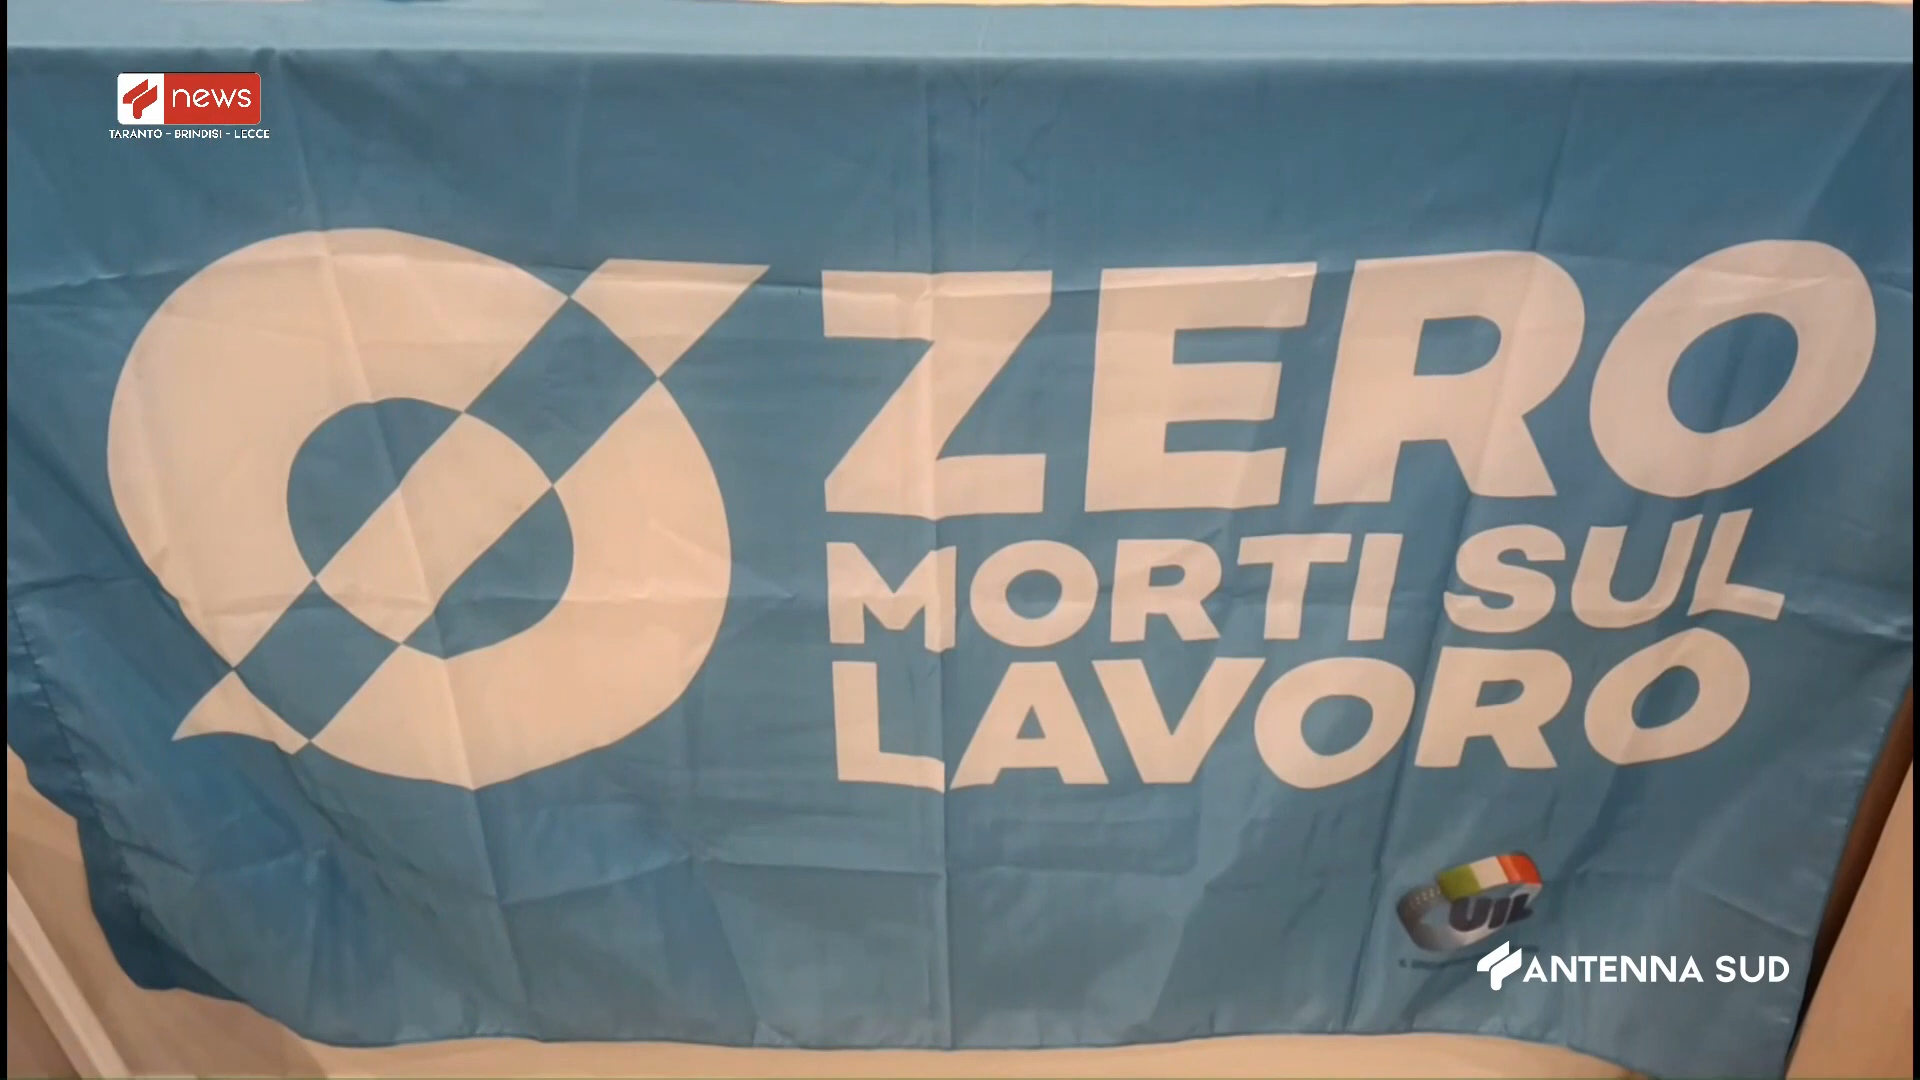 news
TARANTO - BRINDISI - LECCE
ZERO
MORTI SUL
LAVORO
UIL
ANTENNA SUD